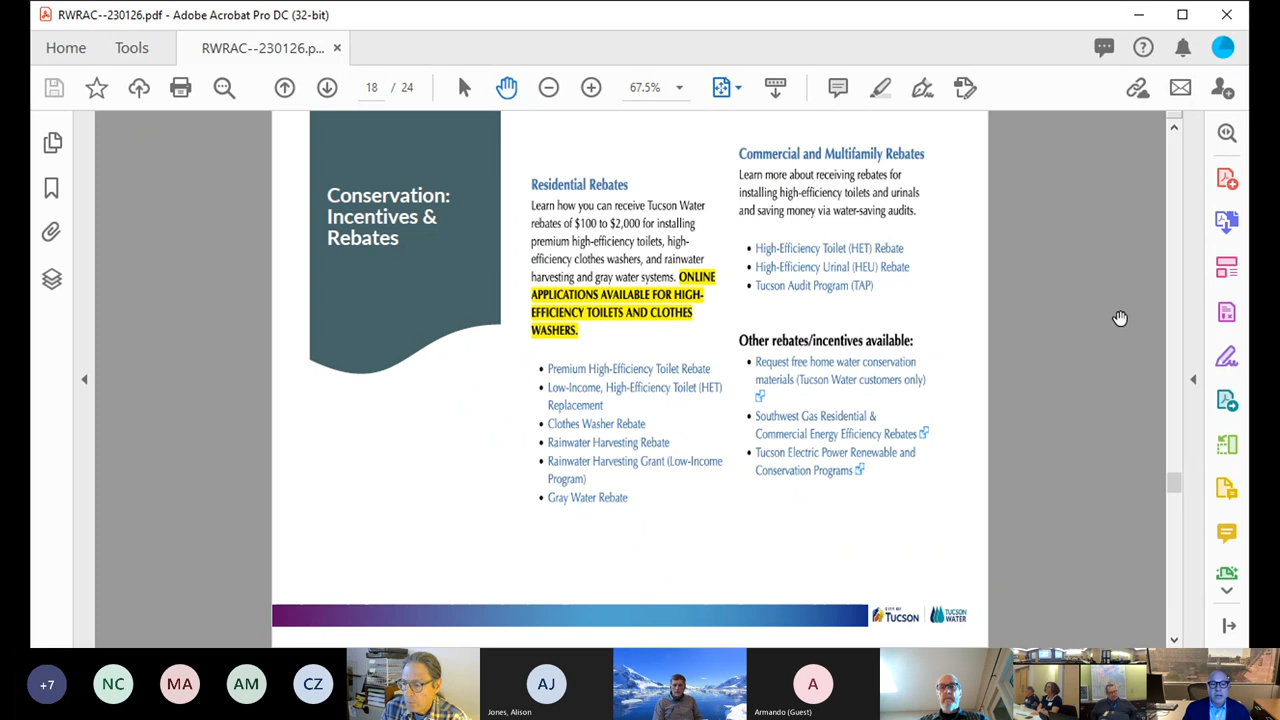 RWRAC--230126.pdf - Adobe Acrobat Pro DC (32-bit)
Home
Tools
RWRAC--230126.p... ×
18 / 24
67.5%
Conservation:
Incentives &
Rebates
Residential Rebates
Learn how you can receive Tucson Water
rebates of $100 to $2,000 for installing
premium high-efficiency toilets, high-
efficiency clothes washers, and rainwater
harvesting and gray water systems. ONLINE
APPLICATIONS AVAILABLE FOR HIGH-
EFFICIENCY TOILETS AND CLOTHES
WASHERS.
• Premium High-Efficiency Toilet Rebate
• Low-Income, High-Efficiency Toilet (HET)
Replacement
• Clothes Washer Rebate
• Rainwater Harvesting Rebate
• Rainwater Harvesting Grant (Low-Income
Program)
• Gray Water Rebate
Commercial and Multifamily Rebates
Learn more about receiving rebates for
installing high-efficiency toilets and urinals
and saving money via water-saving audits.
• High-Efficiency Toilet (HET) Rebate
• High-Efficiency Urinal (HEU) Rebate
• Tucson Audit Program (TAP)
Other rebates/incentives available:
• Request free home water conservation
materials (Tucson Water customers only)
• Southwest Gas Residential &
Commercial Energy Efficiency Rebates
• Tucson Electric Power Renewable and
Conservation Programs
CITY OF
TUCSON
TUCSON
WATER
+7
NC
MA
AM
CZ
AJ
Jones, Alison
A
Armando (Guest)